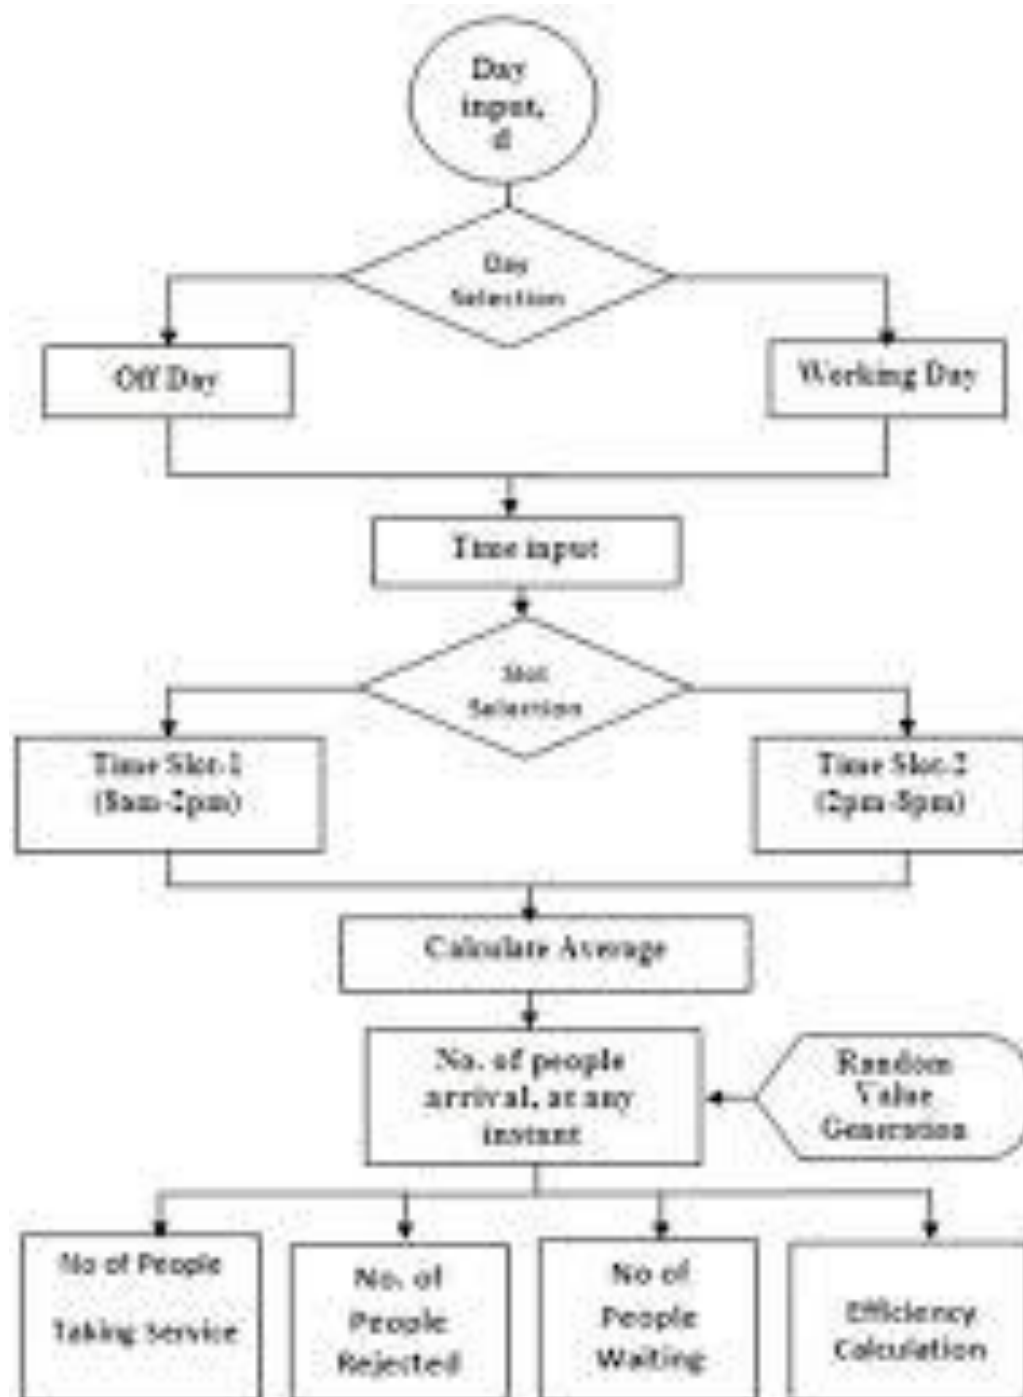 Day
input,
d
Day
Selection
Off Day
Working Day
Time input
Slot
Selection
Time Slot-1
(8am-2pm)
Time Slot-2
(2pm-8pm)
Calculate Average
No. of people
arrival, at any
instant
Random
Value
Generation
No of People
Taking Service
No. of
People
Rejected
No of
People
Waiting
Efficiency
Calculation